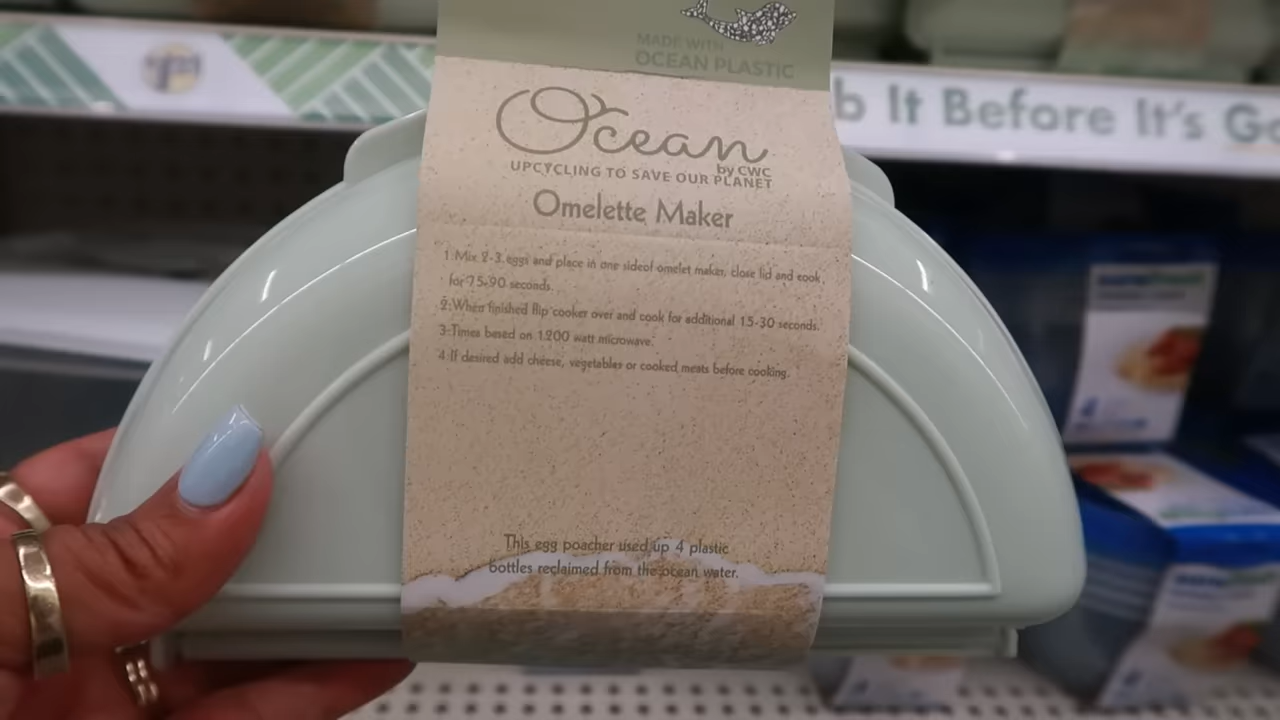 MADE WITH
OCEAN PLASTIC
b It Before It's Go
Ocean
by CWC
UPCYCLING TO SAVE OUR PLANET
Omelette Maker
1. Mix 2-3 eggs and place in one sideof omelet maker, close lid and cook
for 75-90 seconds.
2. When finished flip cooker over and cook for additional 15-30 seconds.
3. Times based on 1200 watt microwave.
4. If desired add cheese, vegetables or cooked meats before cooking.
This egg poacher used up 4 plastic
bottles reclaimed from the ocean water.
4